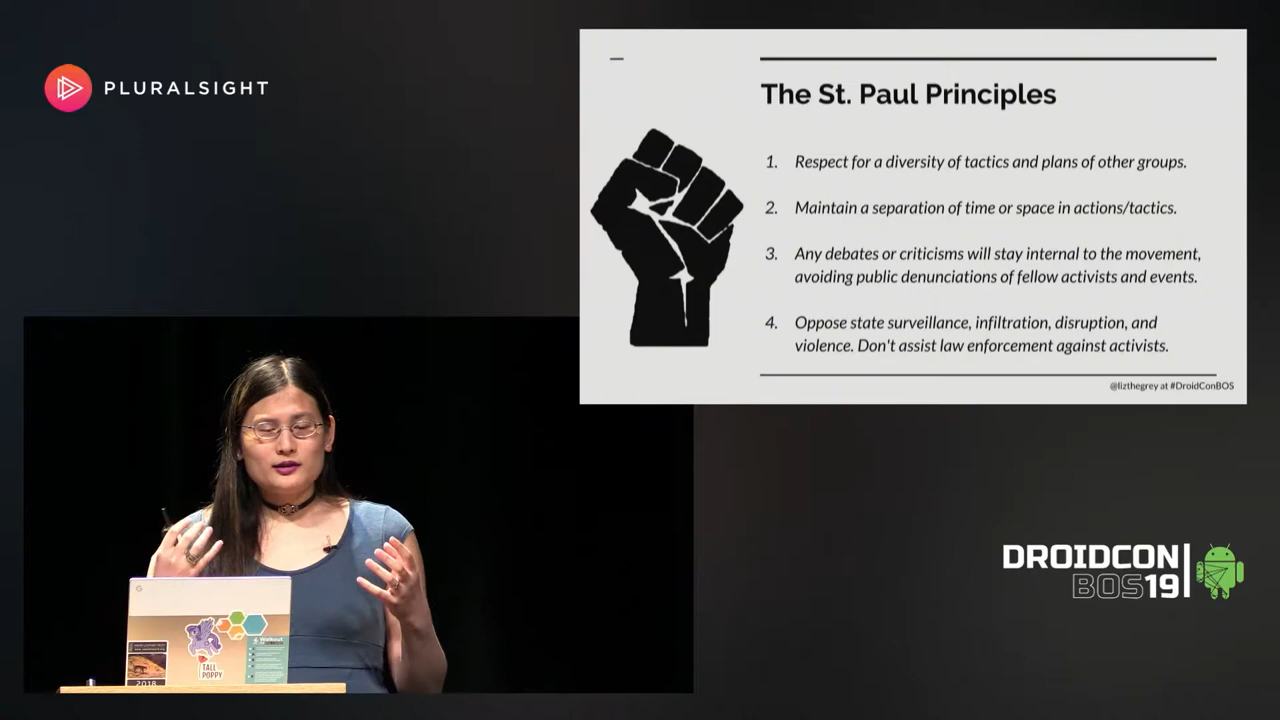 PLURALSIGHT
The St. Paul Principles
1. Respect for a diversity of tactics and plans of other groups.
2. Maintain a separation of time or space in actions/tactics.
3. Any debates or criticisms will stay internal to the movement,
avoiding public denunciations of fellow activists and events.
4. Oppose state surveillance, infiltration, disruption, and
violence. Don't assist law enforcement against activists.
@lizthegrey at #DroidConBOS
DROIDCON
BOS19
Walkout
TALL
POPPY
2018